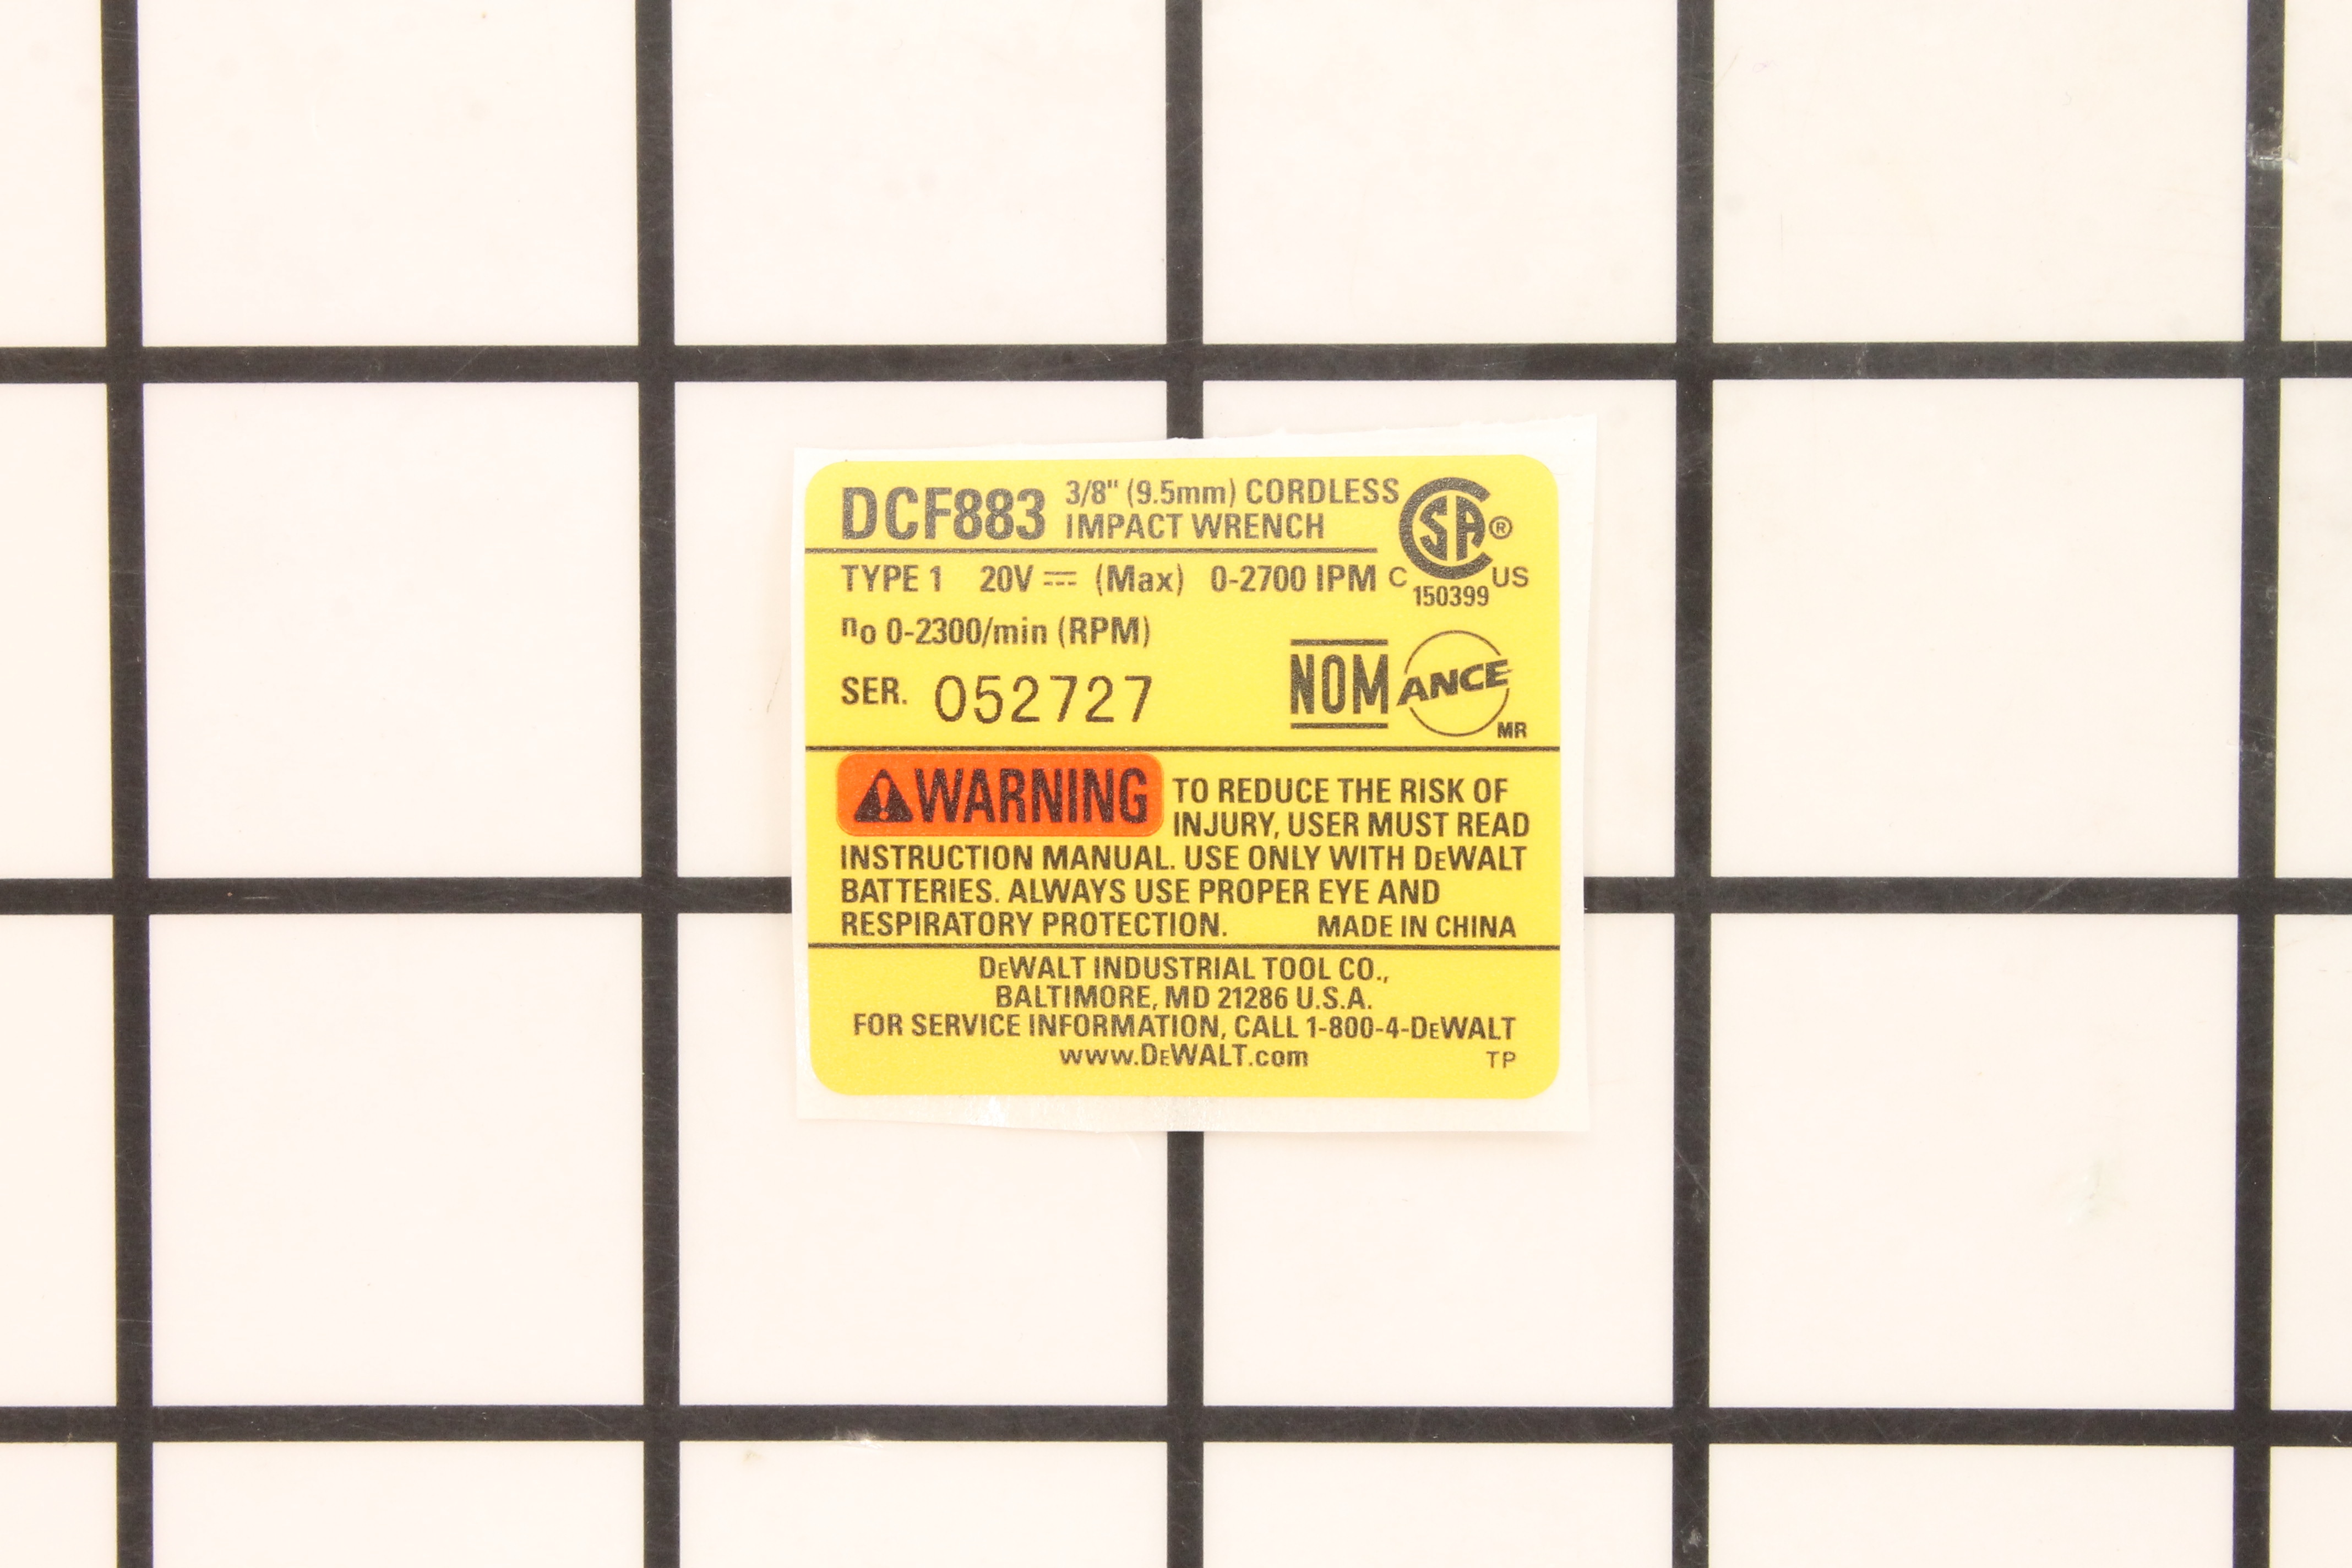 DCF883 3/8" (9.5mm) CORDLESS
IMPACT WRENCH
CSA®
TYPE 1 20V ⎓ (Max) 0-2700 IPM
C US
150399
no 0-2300/min (RPM)
SER. 052727
NOM ANCE
MR
⚠WARNING TO REDUCE THE RISK OF
INJURY, USER MUST READ
INSTRUCTION MANUAL. USE ONLY WITH DEWALT
BATTERIES. ALWAYS USE PROPER EYE AND
RESPIRATORY PROTECTION. MADE IN CHINA
DEWALT INDUSTRIAL TOOL CO.,
BALTIMORE, MD 21286 U.S.A.
FOR SERVICE INFORMATION, CALL 1-800-4-DEWALT
www.DEWALT.com TP